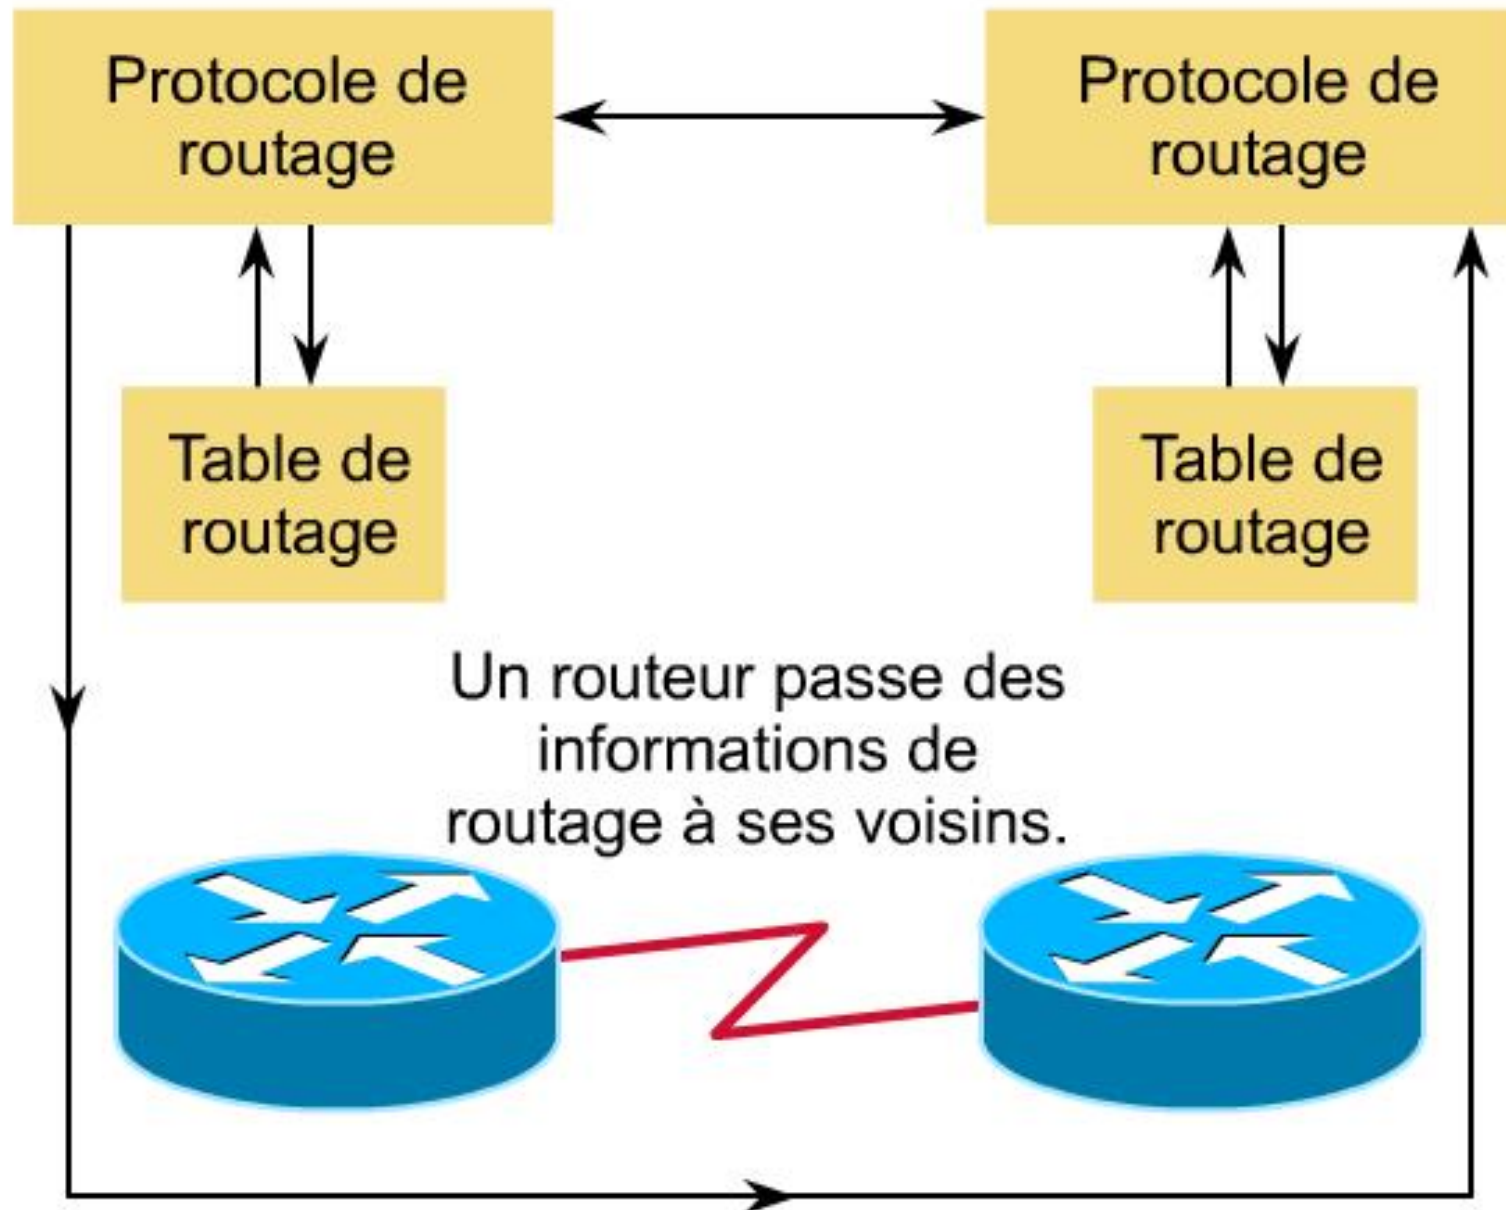 Protocole de
routage
Protocole de
routage
Table de
routage
Table de
routage
Un routeur passe des
informations de
routage à ses voisins.